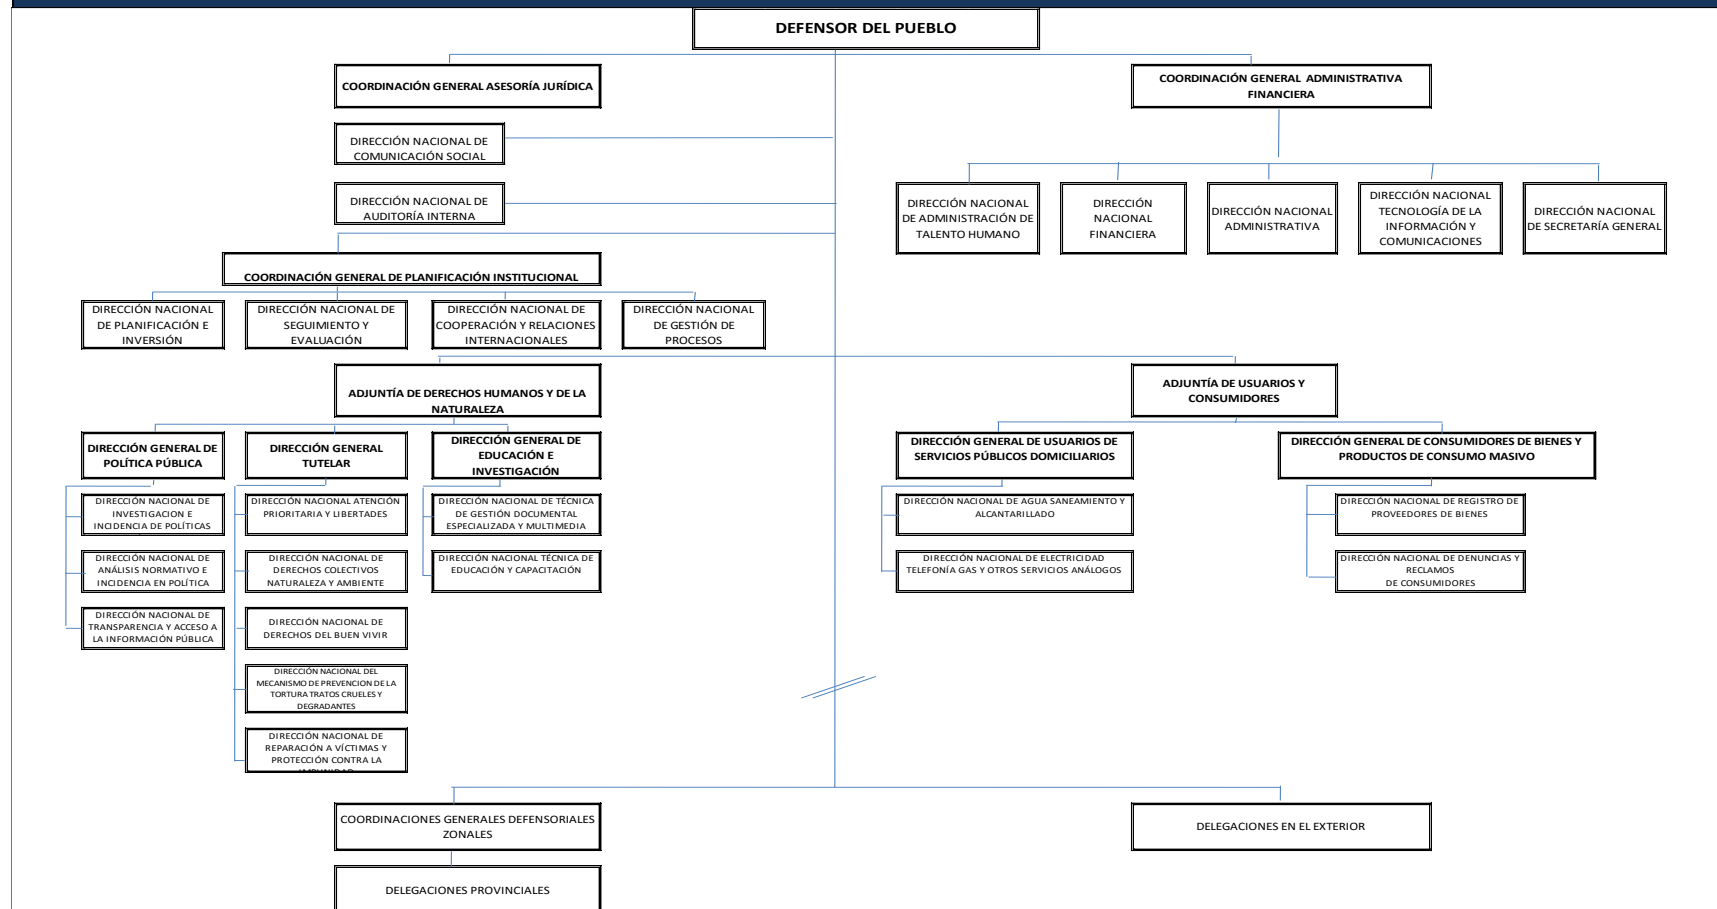 DEFENSOR DEL PUEBLO
COORDINACIÓN GENERAL ASESORÍA JURÍDICA
COORDINACIÓN GENERAL ADMINISTRATIVA
FINANCIERA
DIRECCIÓN NACIONAL DE
COMUNICACIÓN SOCIAL
DIRECCIÓN NACIONAL DE
AUDITORÍA INTERNA
DIRECCIÓN NACIONAL
DE ADMINISTRACIÓN DE
TALENTO HUMANO
DIRECCIÓN
NACIONAL
FINANCIERA
DIRECCIÓN NACIONAL
ADMINISTRATIVA
DIRECCIÓN NACIONAL
TECNOLOGÍA DE LA
INFORMACIÓN Y
COMUNICACIONES
DIRECCIÓN NACIONAL
DE SECRETARÍA GENERAL
COORDINACIÓN GENERAL DE PLANIFICACIÓN INSTITUCIONAL
DIRECCIÓN NACIONAL
DE PLANIFICACIÓN E
INVERSIÓN
DIRECCIÓN NACIONAL DE
SEGUIMIENTO Y
EVALUACIÓN
DIRECCIÓN NACIONAL DE
COOPERACIÓN Y RELACIONES
INTERNACIONALES
DIRECCIÓN NACIONAL
DE GESTIÓN DE
PROCESOS
ADJUNTÍA DE DERECHOS HUMANOS Y DE LA
NATURALEZA
ADJUNTÍA DE USUARIOS Y
CONSUMIDORES
DIRECCIÓN GENERAL DE
POLÍTICA PÚBLICA
DIRECCIÓN GENERAL
TUTELAR
DIRECCIÓN GENERAL DE
EDUCACIÓN E
INVESTIGACIÓN
DIRECCIÓN GENERAL DE USUARIOS DE
SERVICIOS PÚBLICOS DOMICILIARIOS
DIRECCIÓN GENERAL DE CONSUMIDORES DE BIENES Y
PRODUCTOS DE CONSUMO MASIVO
DIRECCIÓN NACIONAL DE
INVESTIGACION E
INCIDENCIA DE POLÍTICAS
DIRECCIÓN NACIONAL ATENCIÓN
PRIORITARIA Y LIBERTADES
DIRECCIÓN NACIONAL DE TÉCNICA
DE GESTIÓN DOCUMENTAL
ESPECIALIZADA Y MULTIMEDIA
DIRECCIÓN NACIONAL DE AGUA SANEAMIENTO Y
ALCANTARILLADO
DIRECCIÓN NACIONAL DE REGISTRO DE
PROVEEDORES DE BIENES
DIRECCIÓN NACIONAL DE
ANÁLISIS NORMATIVO E
INCIDENCIA EN POLÍTICA
DIRECCIÓN NACIONAL DE
DERECHOS COLECTIVOS
NATURALEZA Y AMBIENTE
DIRECCIÓN NACIONAL TÉCNICA DE
EDUCACIÓN Y CAPACITACIÓN
DIRECCIÓN NACIONAL DE ELECTRICIDAD
TELEFONÍA GAS Y OTROS SERVICIOS ANÁLOGOS
DIRECCIÓN NACIONAL DE DENUNCIAS Y
RECLAMOS
DE CONSUMIDORES
DIRECCIÓN NACIONAL DE
TRANSPARENCIA Y ACCESO A
LA INFORMACIÓN PÚBLICA
DIRECCIÓN NACIONAL DE
DERECHOS DEL BUEN VIVIR
DIRECCIÓN NACIONAL DEL
MECANISMO DE PREVENCION DE LA
TORTURA TRATOS CRUELES Y
DEGRADANTES
DIRECCIÓN NACIONAL DE
REPARACIÓN A VÍCTIMAS Y
PROTECCIÓN CONTRA LA
COORDINACIONES GENERALES DEFENSORIALES
ZONALES
DELEGACIONES EN EL EXTERIOR
DELEGACIONES PROVINCIALES